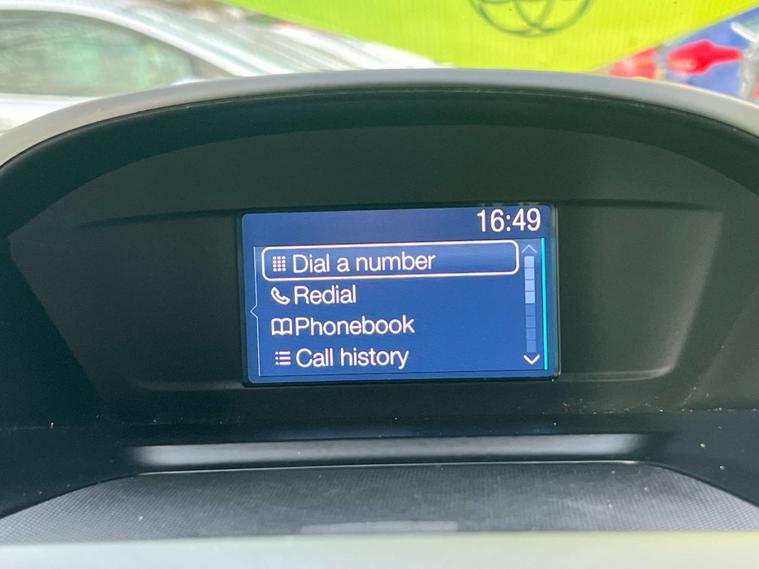 16:49
Dial a number
Redial
Phonebook
Call history